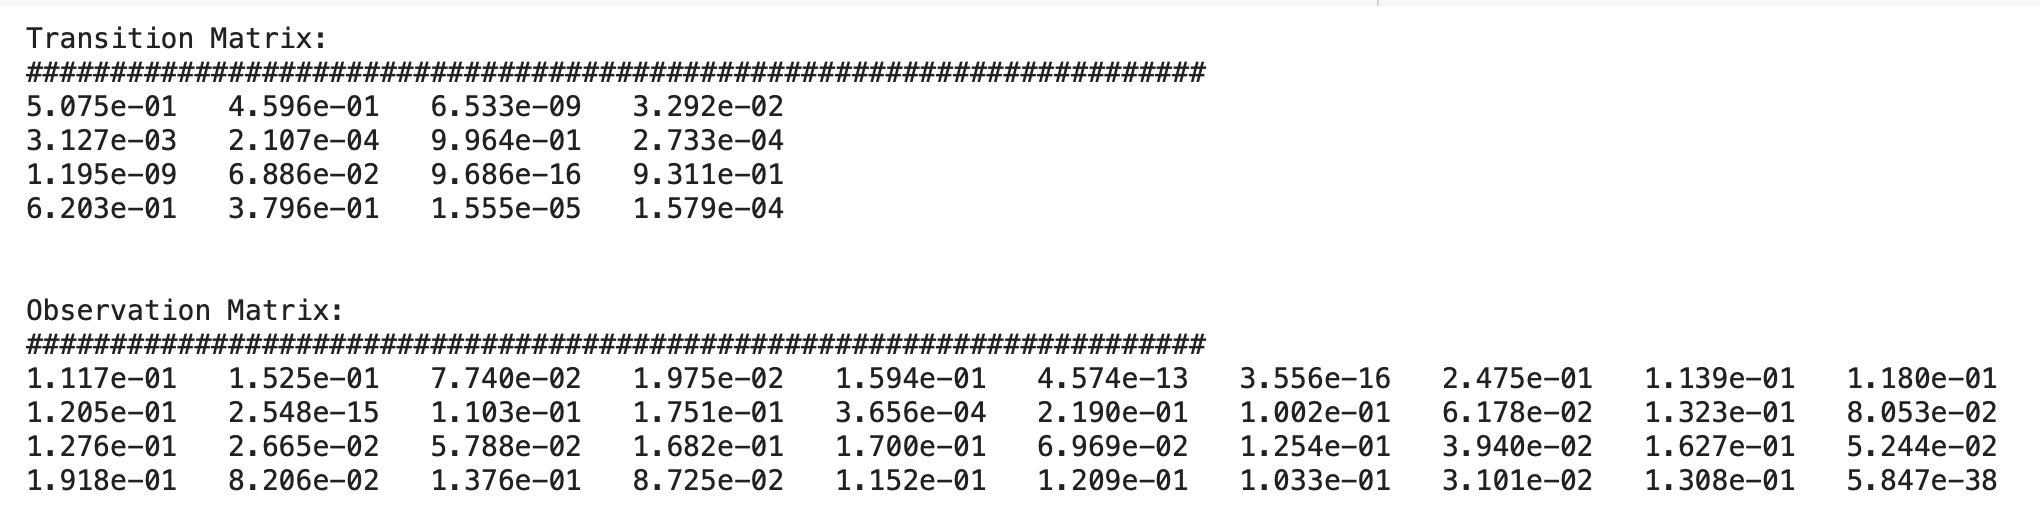 Transition Matrix:
######################################################################
5.075e-01   4.596e-01   6.533e-09   3.292e-02
3.127e-03   2.107e-04   9.964e-01   2.733e-04
1.195e-09   6.886e-02   9.686e-16   9.311e-01
6.203e-01   3.796e-01   1.555e-05   1.579e-04
Observation Matrix:
######################################################################
1.117e-01   1.525e-01   7.740e-02   1.975e-02   1.594e-01   4.574e-13   3.556e-16   2.475e-01   1.139e-01   1.180e-01
1.205e-01   2.548e-15   1.103e-01   1.751e-01   3.656e-04   2.190e-01   1.002e-01   6.178e-02   1.323e-01   8.053e-02
1.276e-01   2.665e-02   5.788e-02   1.682e-01   1.700e-01   6.969e-02   1.254e-01   3.940e-02   1.627e-01   5.244e-02
1.918e-01   8.206e-02   1.376e-01   8.725e-02   1.152e-01   1.209e-01   1.033e-01   3.101e-02   1.308e-01   5.847e-38